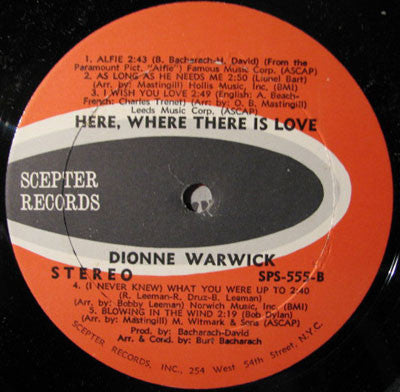 1. ALFIE 2:43 (B. Bacharach-H. David) (From the
Paramount Pict. "Alfie") Famous Music Corp. (ASCAP)
2. AS LONG AS HE NEEDS ME 2:50 (Lionel Bart)
(Arr. by: Mastingill) Hollis Music, Inc. (BMI)
3. I WISH YOU LOVE 2:49 (English: A. Beach-
French: Charles Trenet) (Arr: by: O. B. Mastingill)
Leeds Music Corp. (ASCAP)
HERE, WHERE THERE IS LOVE
SCEPTER
RECORDS
DIONNE WARWICK
STEREO SPS-555-B
4. (I NEVER KNEW) WHAT YOU WERE UP TO 2:40
(R. Leeman-R. Druz-B. Leeman)
(Arr. by: Bobby Leeman) Norwich Music, Inc. (BMI)
5. BLOWING IN THE WIND 2:19 (Bob Dylan)
(Arr. by: Mastingill) M. Witmark & Sons (ASCAP)
Prod. by: Bacharach-David
Arr. & Cond. by: Burt Bacharach
SCEPTER RECORDS, INC., 254 West 54th Street, N.Y.C.